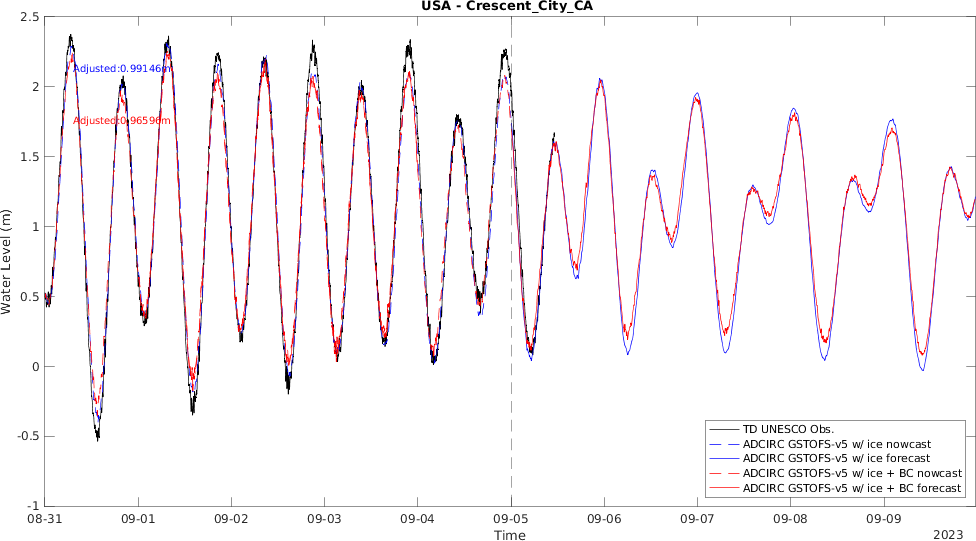 USA - Crescent_City_CA
2.5
2
1.5
1
0.5
0
-0.5
-1
Water Level (m)
Adjusted:0.99146m
Adjusted:0.96596m
TD UNESCO Obs.
ADCIRC GSTOFS-v5 w/ ice nowcast
ADCIRC GSTOFS-v5 w/ ice forecast
ADCIRC GSTOFS-v5 w/ ice + BC nowcast
ADCIRC GSTOFS-v5 w/ ice + BC forecast
08-31 09-01 09-02 09-03 09-04 09-05 09-06 09-07 09-08 09-09
Time
2023